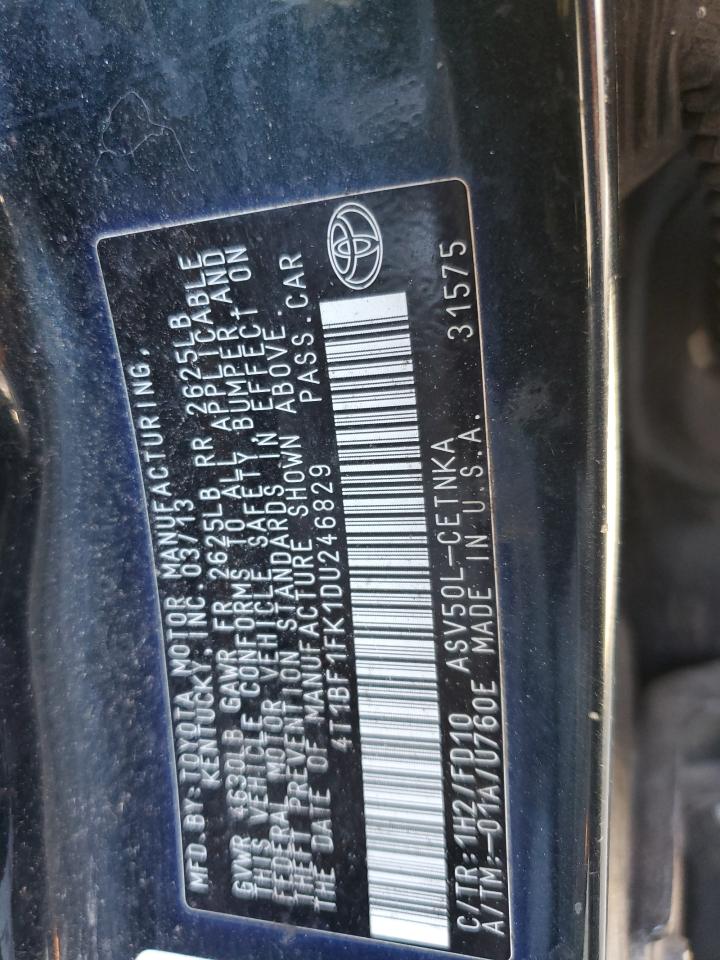 MFD. BY: TOYOTA MOTOR MANUFACTURING,
KENTUCKY, INC. 03/13
GVWR 4630LB GAWR FR 2625LB RR 2625LB
THIS VEHICLE CONFORMS TO ALL APPLICABLE
FEDERAL MOTOR VEHICLE SAFETY, BUMPER, AND
THEFT PREVENTION STANDARDS IN EFFECT ON
THE DATE OF MANUFACTURE SHOWN ABOVE.
4T1BF1FK1DU246829 PASS.CAR
C/TR: 1H2/FD10 ASV50L-CETNKA
A/TM:-01A/U760E MADE IN U.S.A. 31575